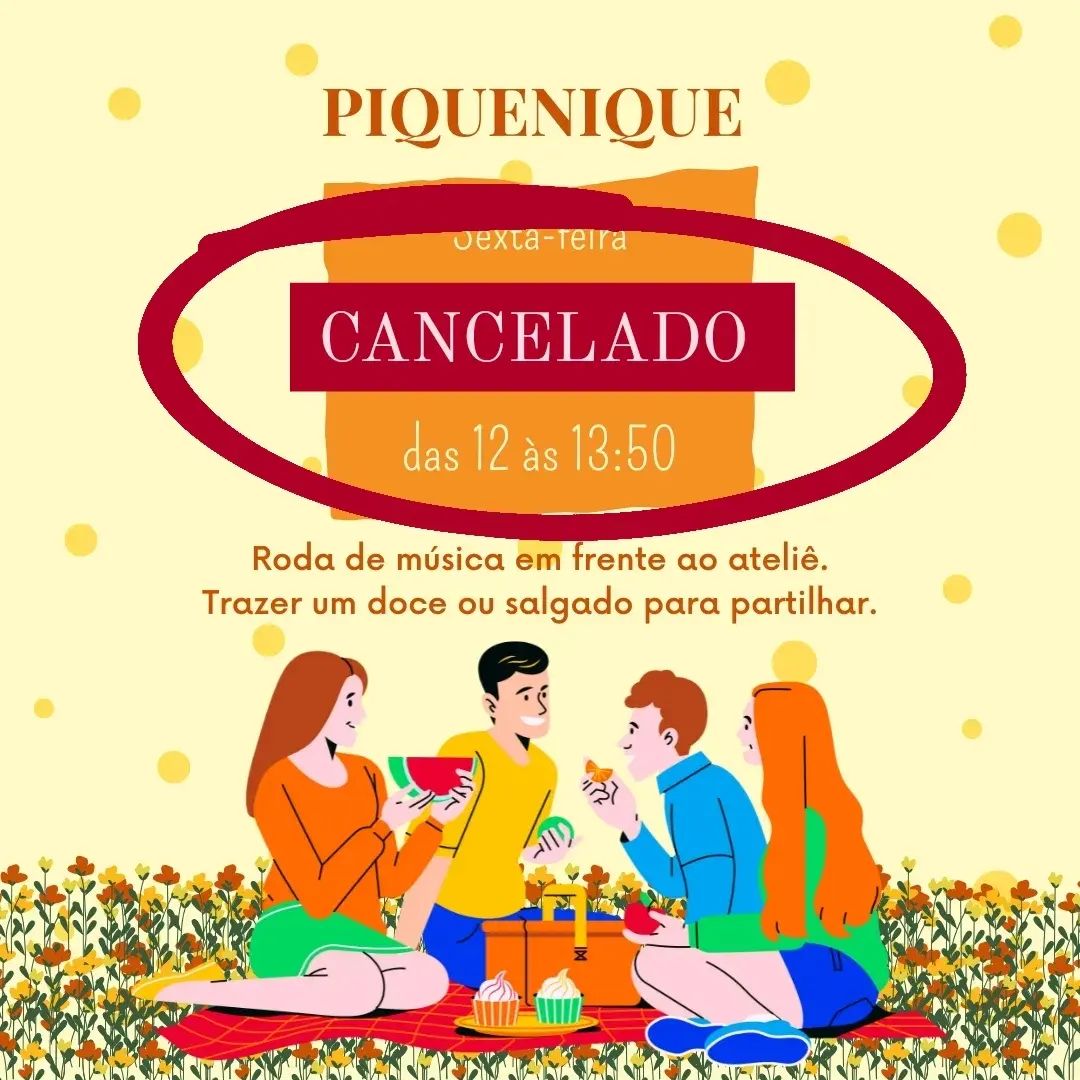 PIQUENIQUE
Sexta-feira
CANCELADO
das 12 às 13:50
Roda de música em frente ao ateliê.
Trazer um doce ou salgado para partilhar.